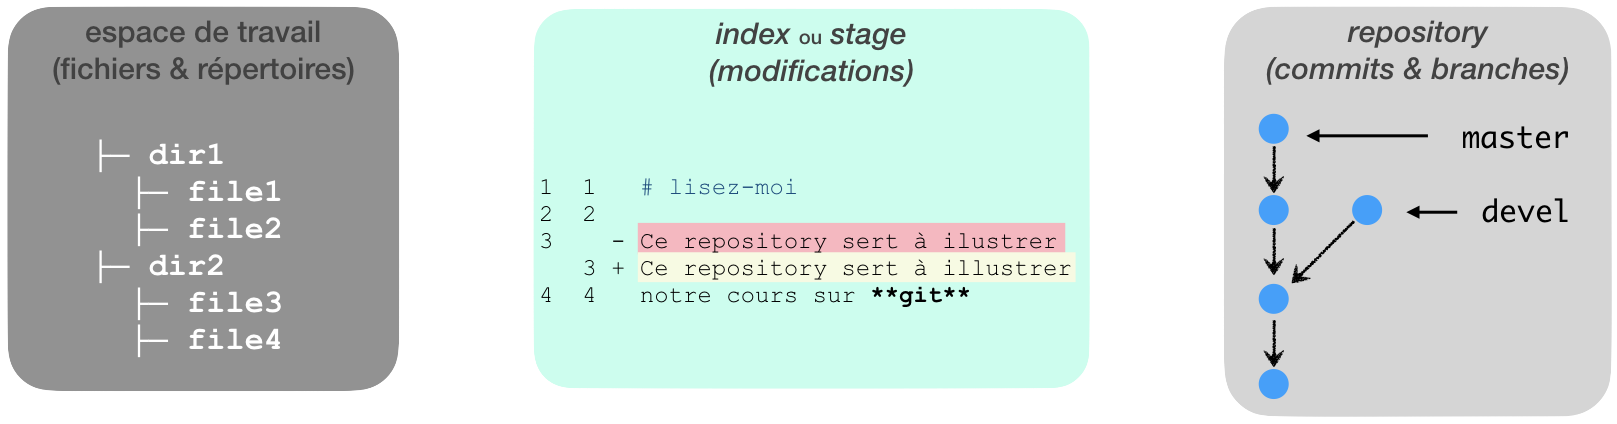 espace de travail
(fichiers & répertoires)
├─ dir1
├─ file1
├─ file2
├─ dir2
├─ file3
├─ file4
index ou stage
(modifications)
1 1 # lisez-moi
2 2
3 - Ce repository sert à ilustrer
3 + Ce repository sert à illustrer
4 4 notre cours sur **git**
repository
(commits & branches)
master
devel